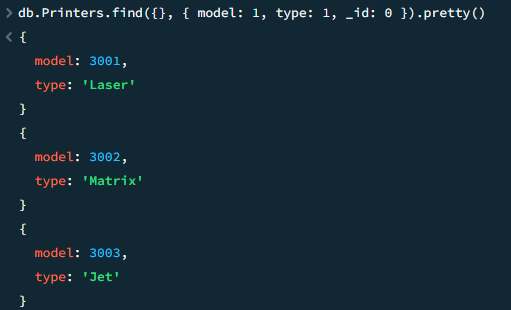 > db.Printers.find({}, { model: 1, type: 1, _id: 0 }).pretty()
< {
model: 3001,
type: 'Laser'
}
{
model: 3002,
type: 'Matrix'
}
{
model: 3003,
type: 'Jet'
}